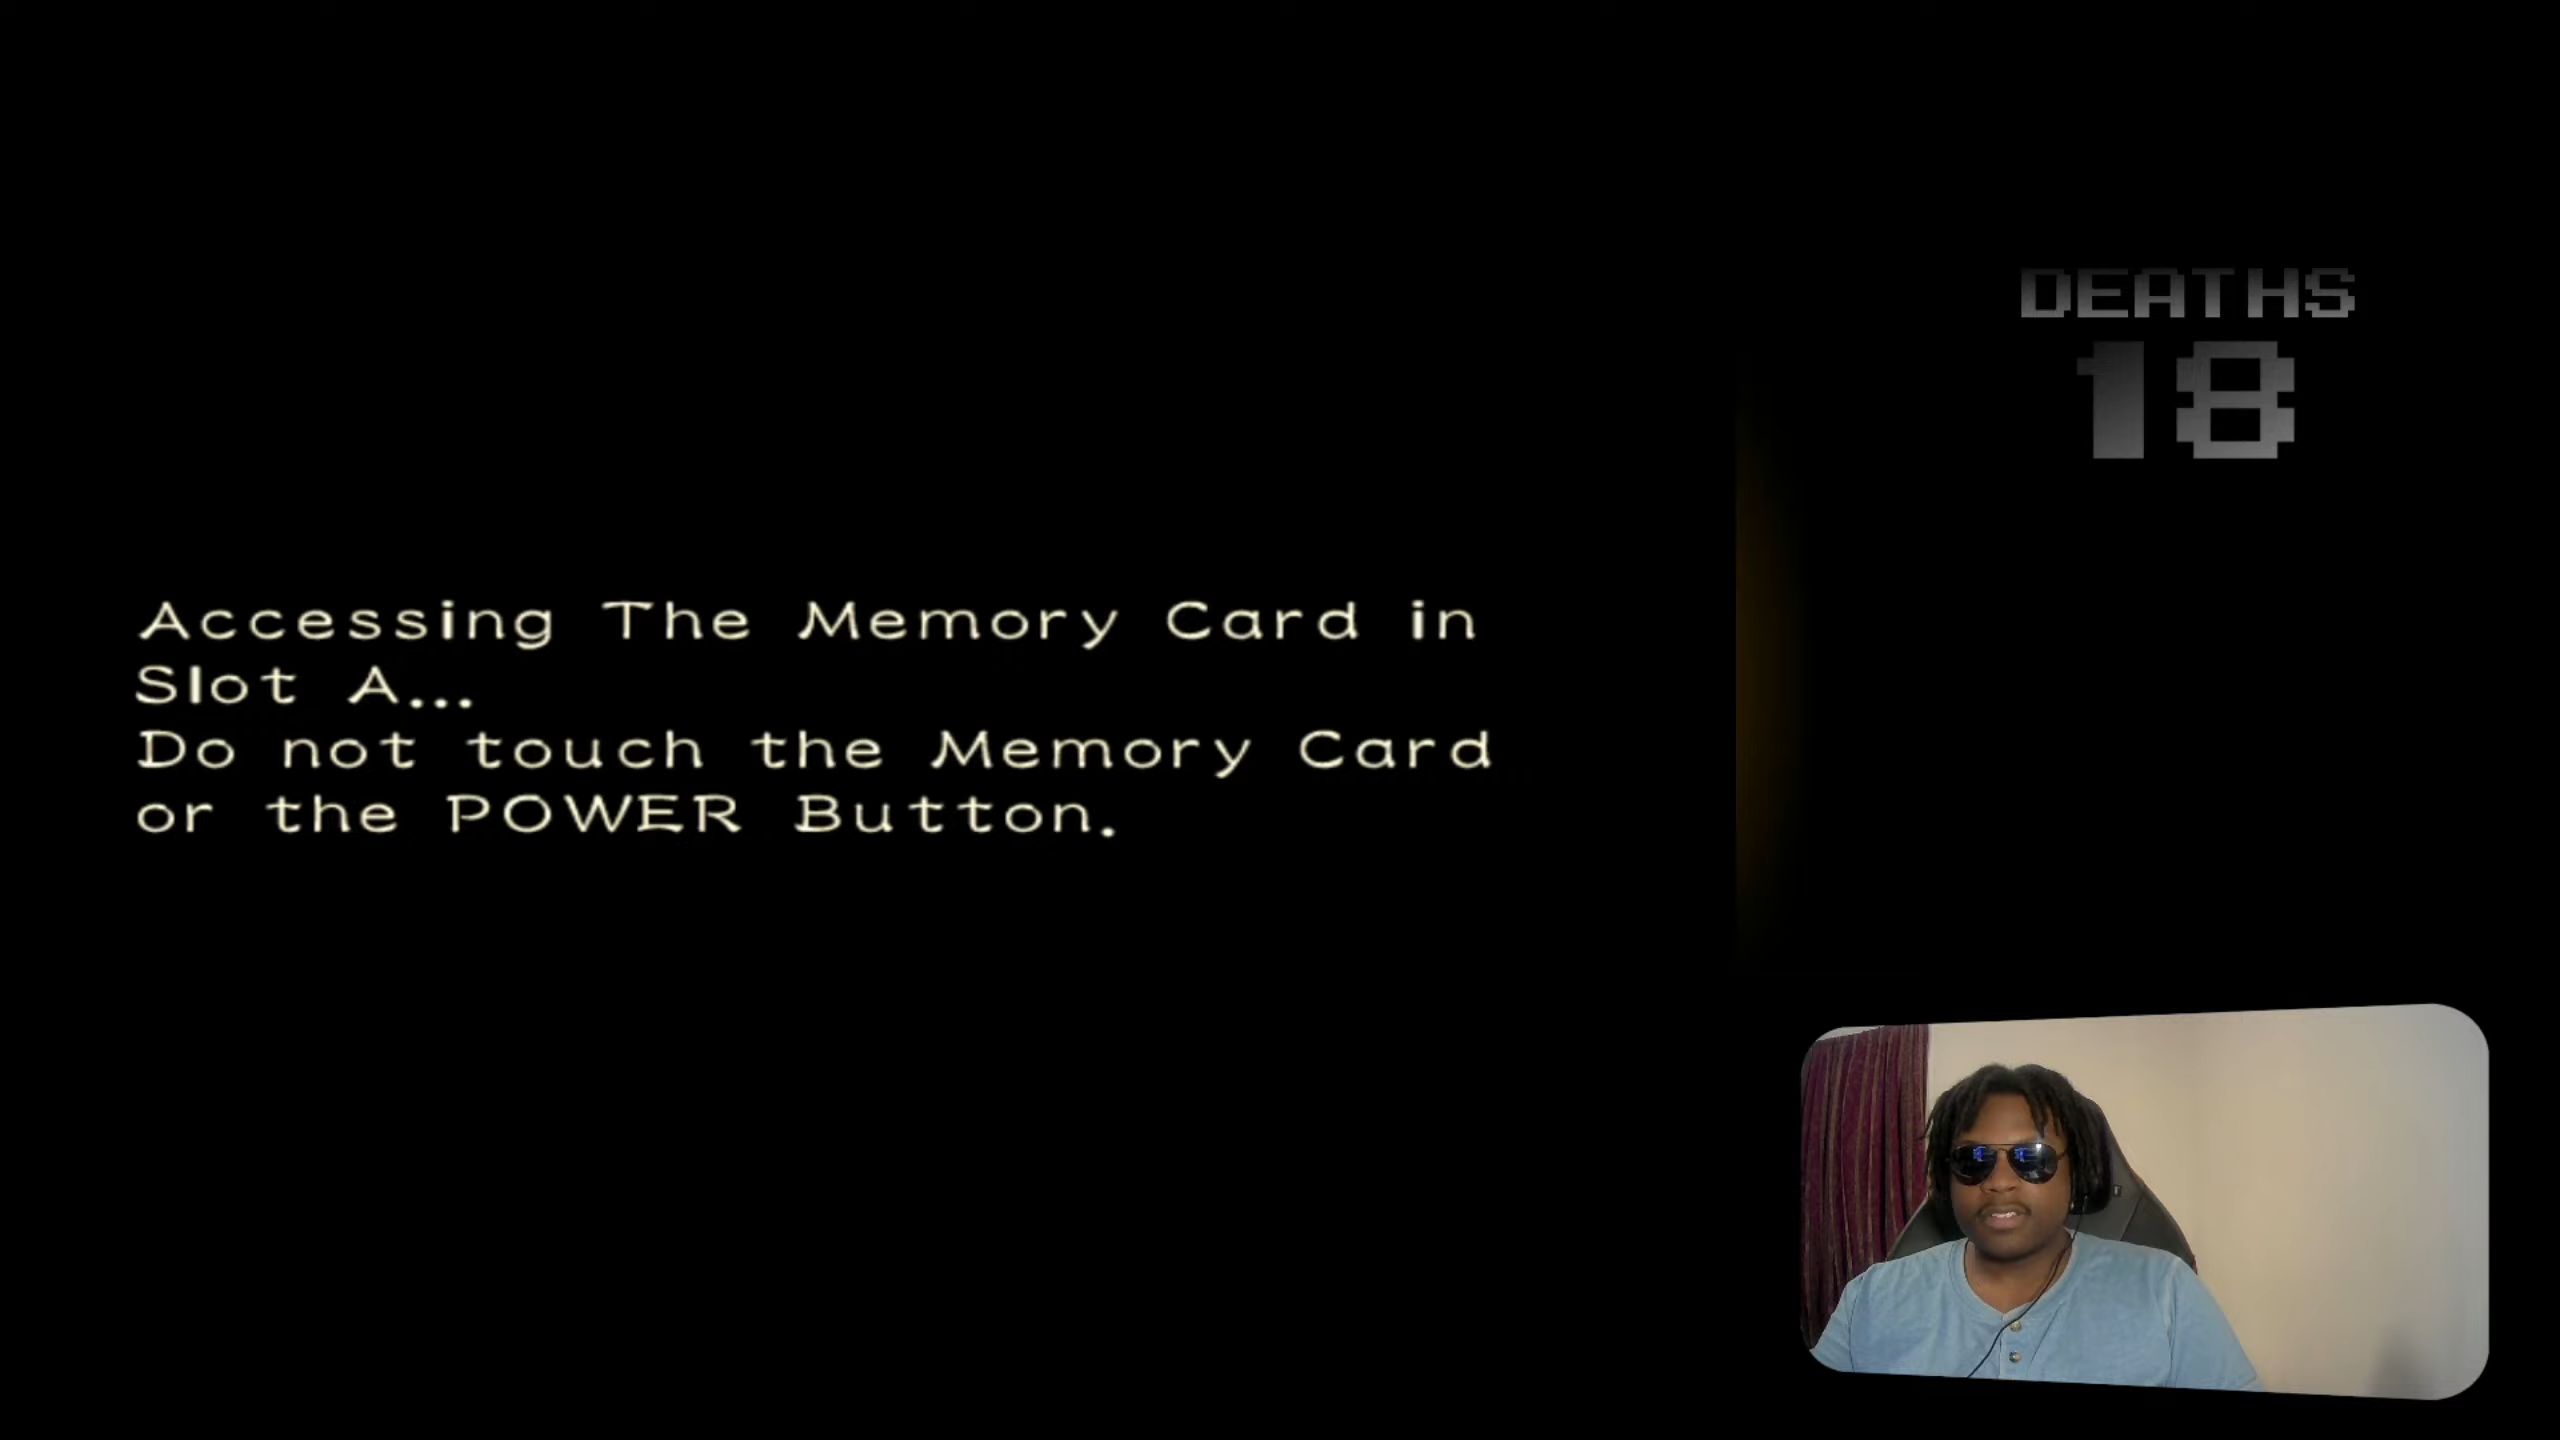 DEATHS
18
Accessing The Memory Card in
Slot A...
Do not touch the Memory Card
or the POWER Button.